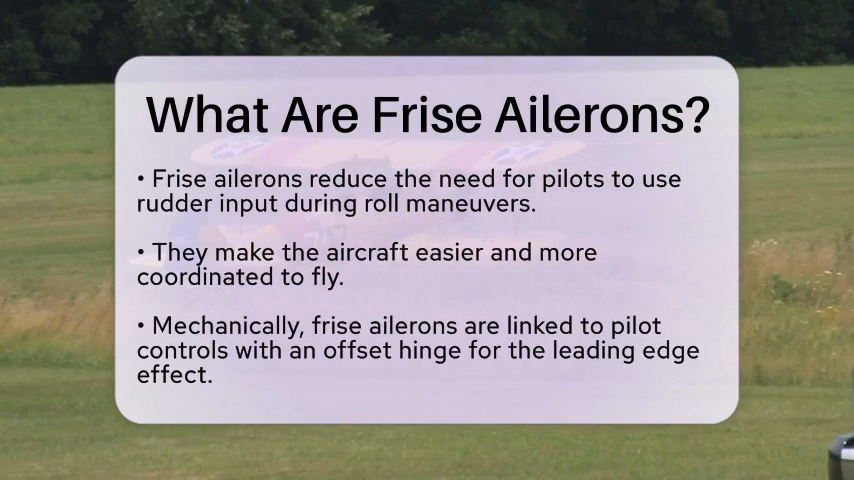 What Are Frise Ailerons?
• Frise ailerons reduce the need for pilots to use
rudder input during roll maneuvers.
• They make the aircraft easier and more
coordinated to fly.
• Mechanically, frise ailerons are linked to pilot
controls with an offset hinge for the leading edge
effect.